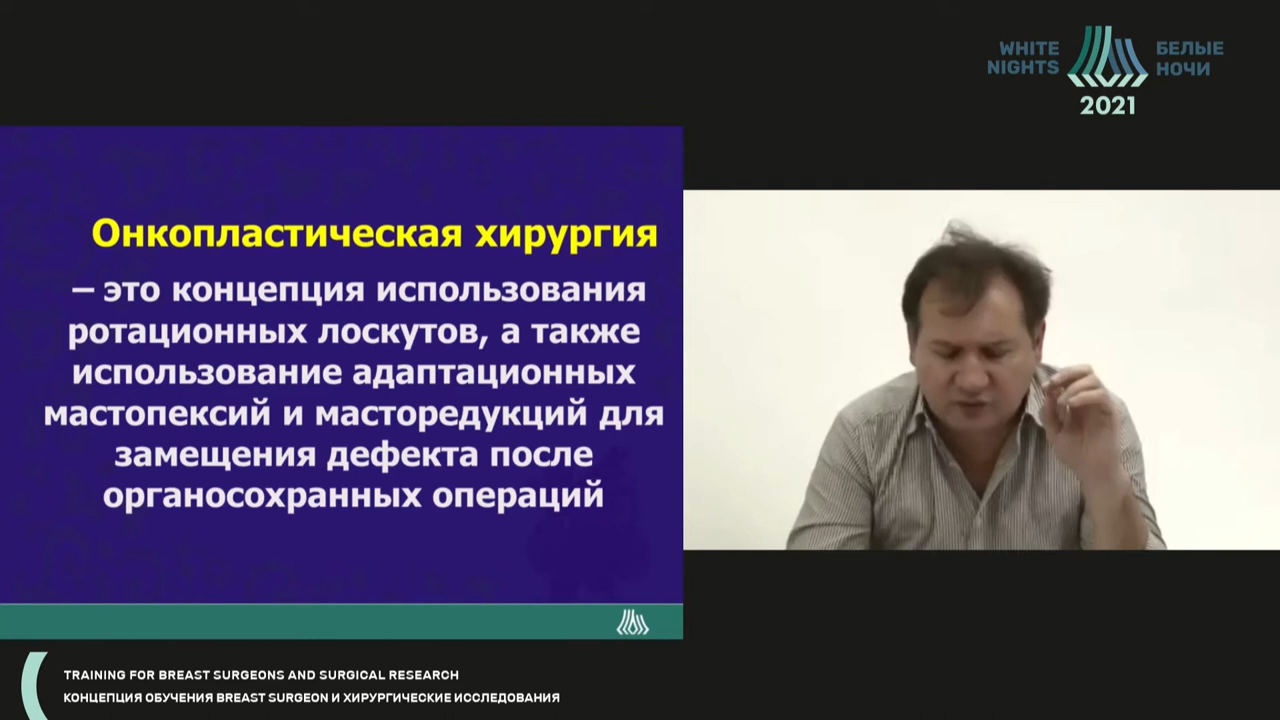 WHITE
NIGHTS
БЕЛЫЕ
НОЧИ
2021
Онкопластическая хирургия
– это концепция использования
ротационных лоскутов, а также
использование адаптационных
мастопексий и масторедукций для
замещения дефекта после
органосохранных операций
TRAINING FOR BREAST SURGEONS AND SURGICAL RESEARCH
КОНЦЕПЦИЯ ОБУЧЕНИЯ BREAST SURGEON И ХИРУРГИЧЕСКИЕ ИССЛЕДОВАНИЯ